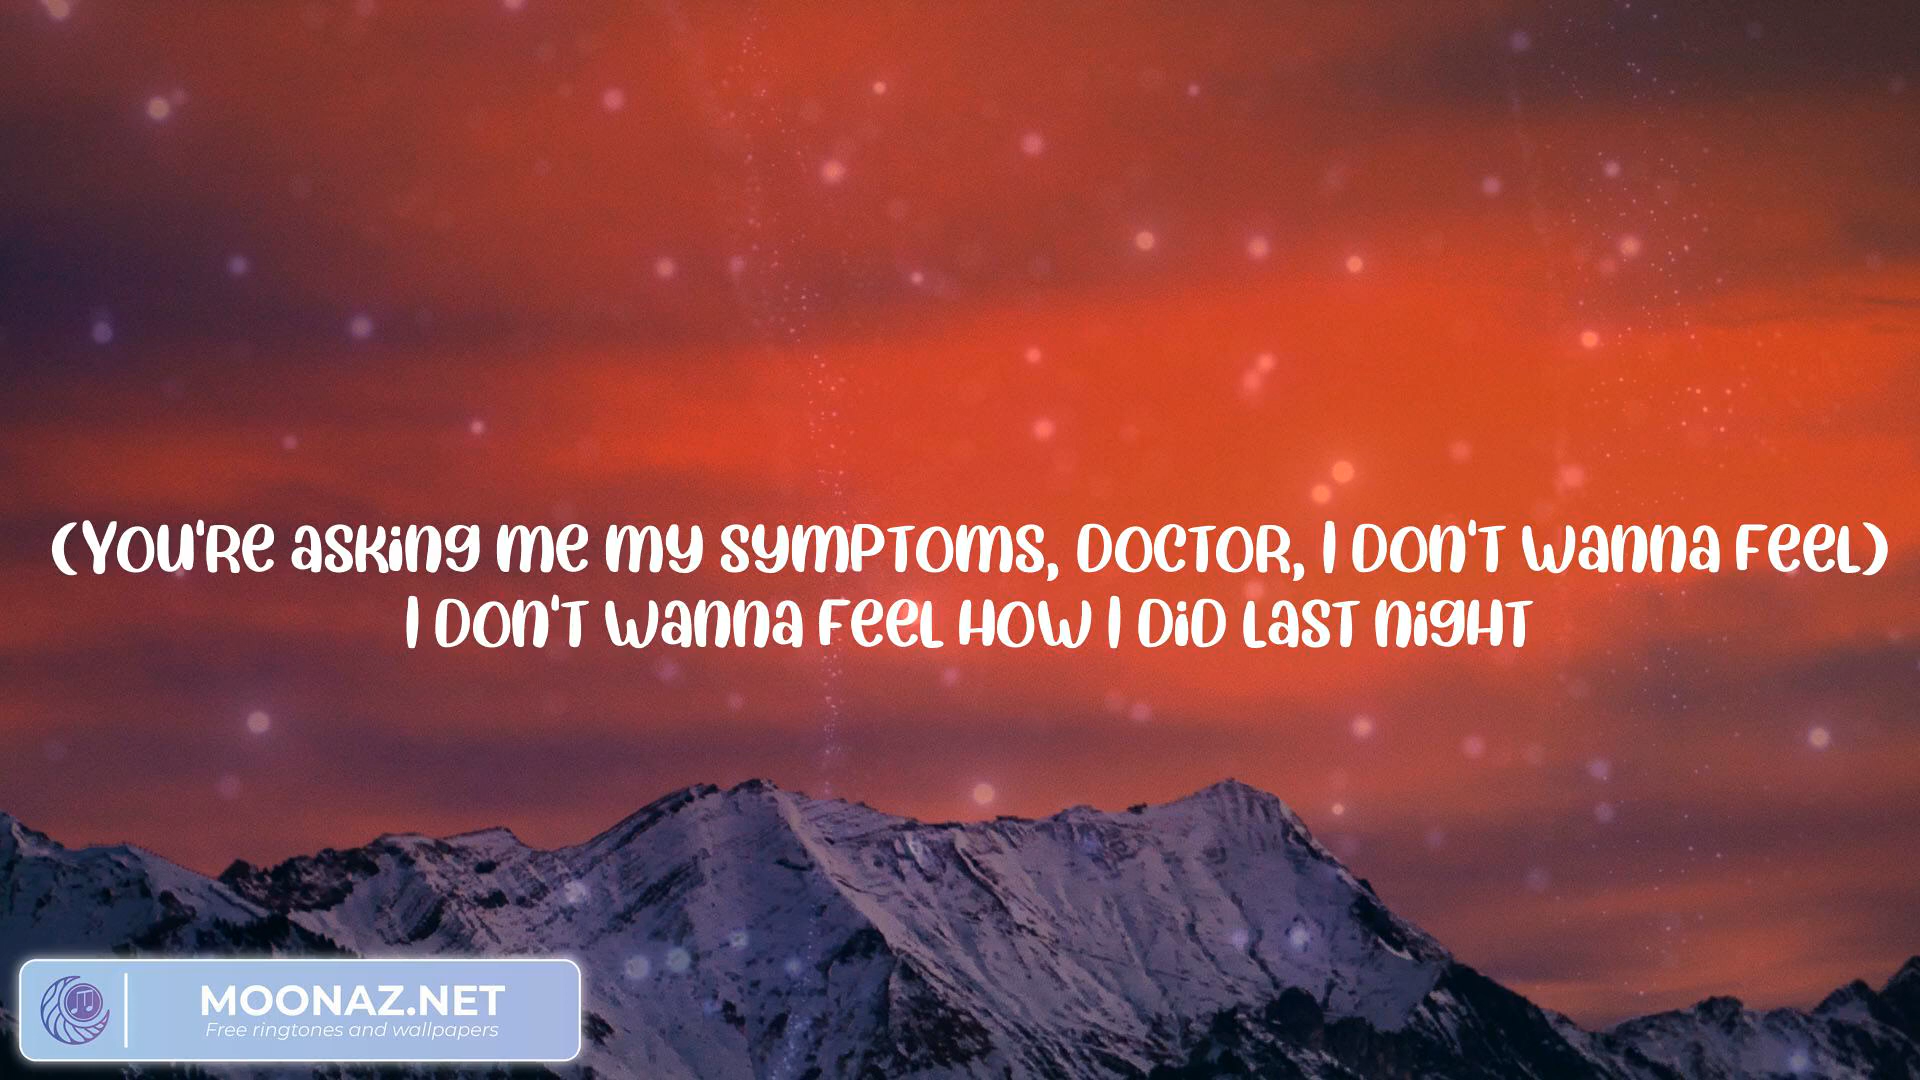 (You're asking me my symptoms, doctor, I don't wanna feel)
I don't wanna feel how I did last night
MOONAZ.NET
Free ringtones and wallpapers